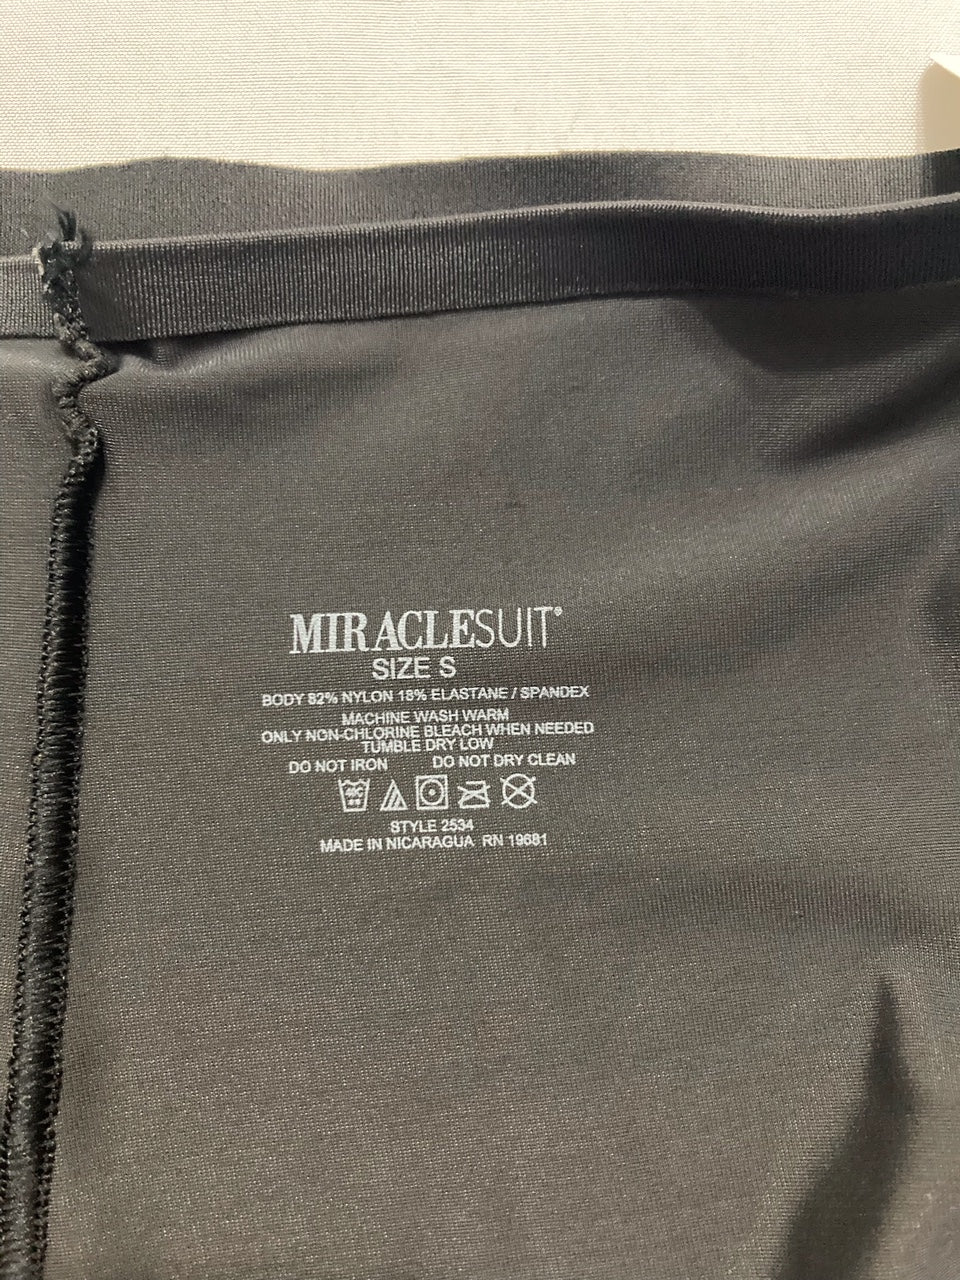 MIRACLESUIT®
SIZE S
BODY 82% NYLON 18% ELASTANE / SPANDEX
MACHINE WASH WARM
ONLY NON-CHLORINE BLEACH WHEN NEEDED
TUMBLE DRY LOW
DO NOT IRON DO NOT DRY CLEAN
40C
STYLE 2534
MADE IN NICARAGUA RN 19681